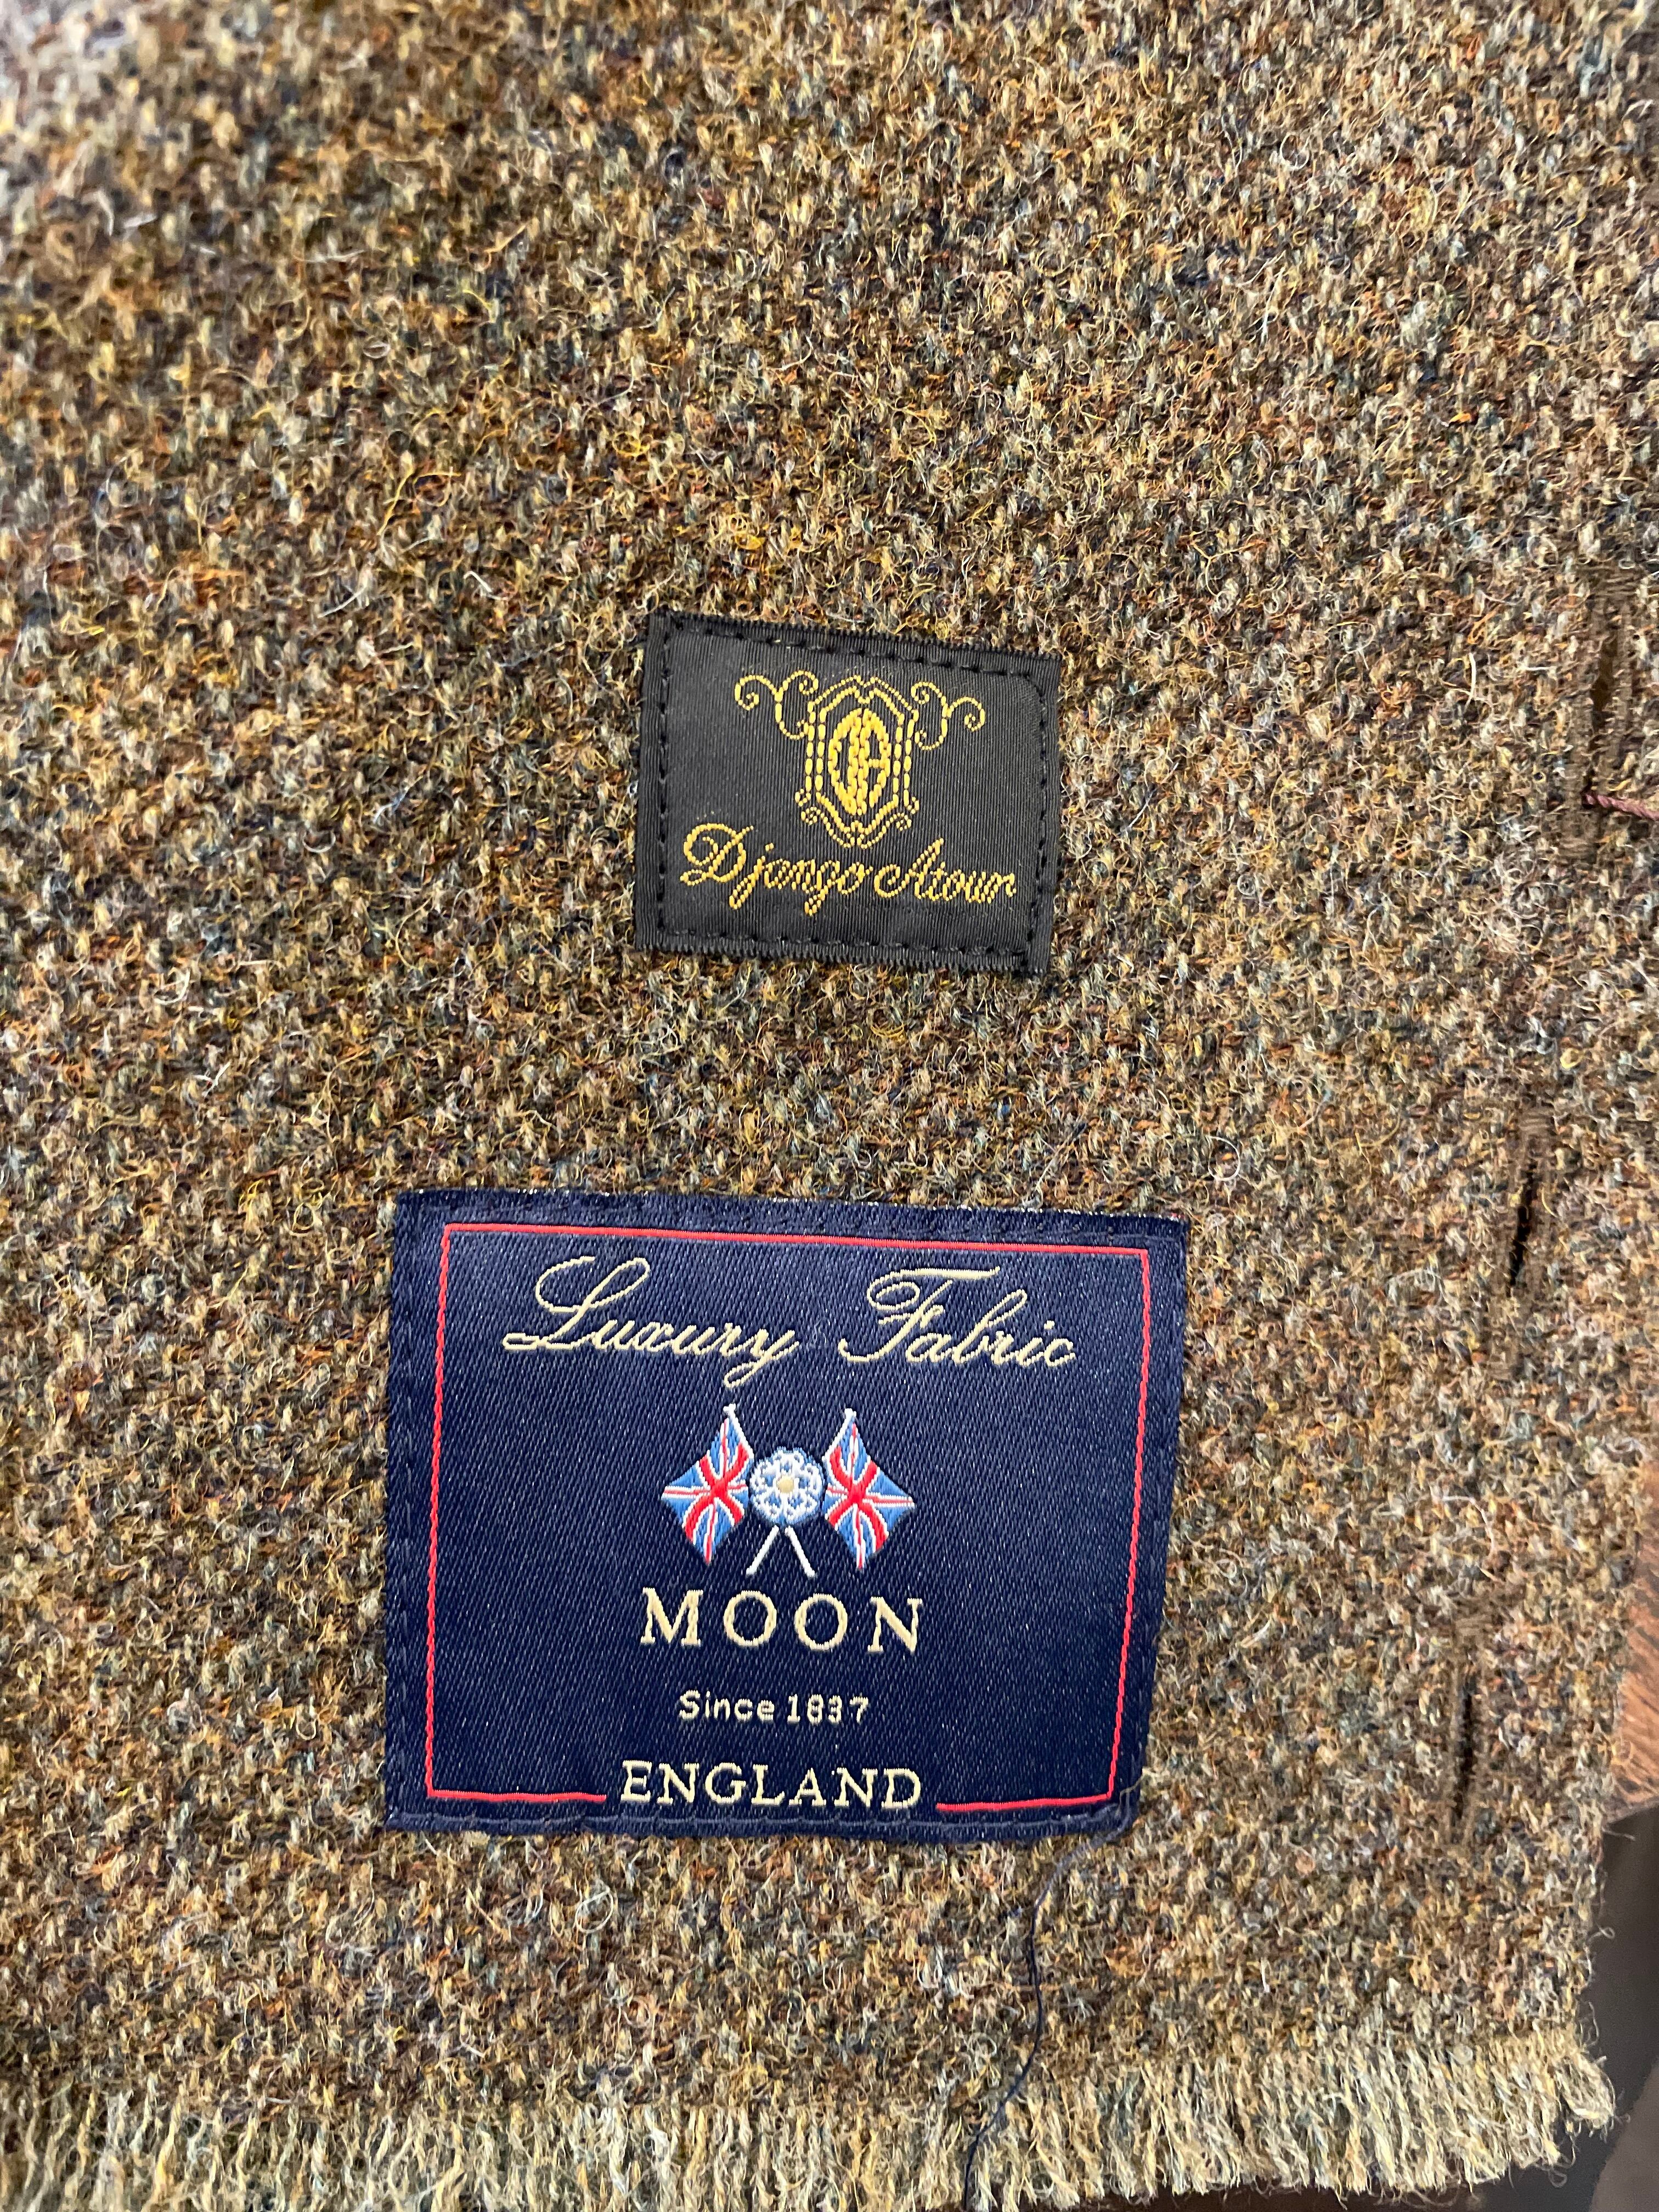 Django Atour
Luxury Fabric
MOON
Since 1837
ENGLAND